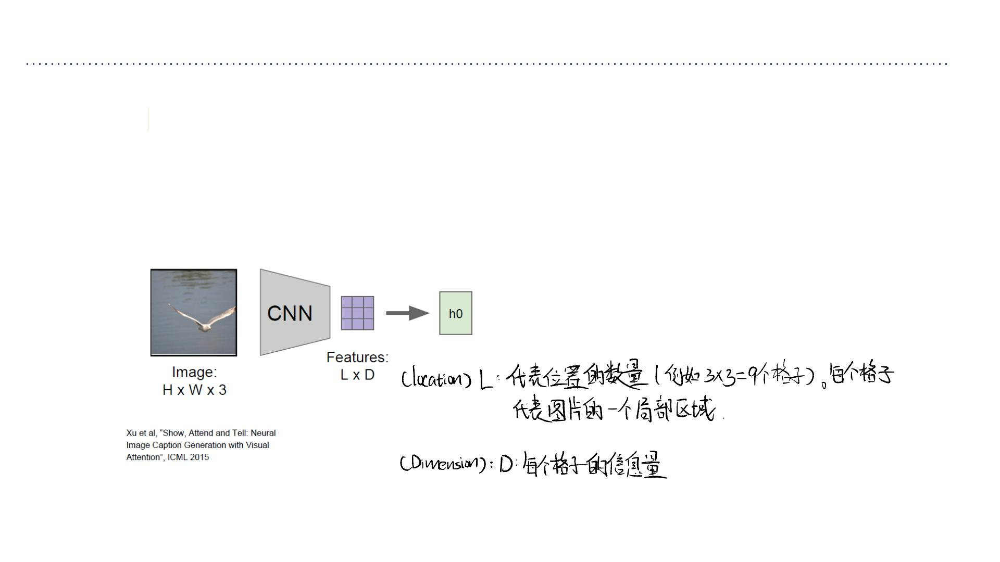 CNN
h0
Features:
L x D
Image:
H x W x 3
(location) L: 代表位置的数量(例如3x3=9个格子)。每个格子
代表图片的一个局部区域.
(Dimension): D: 每个格子的信息量
Xu et al, “Show, Attend and Tell: Neural
Image Caption Generation with Visual
Attention”, ICML 2015